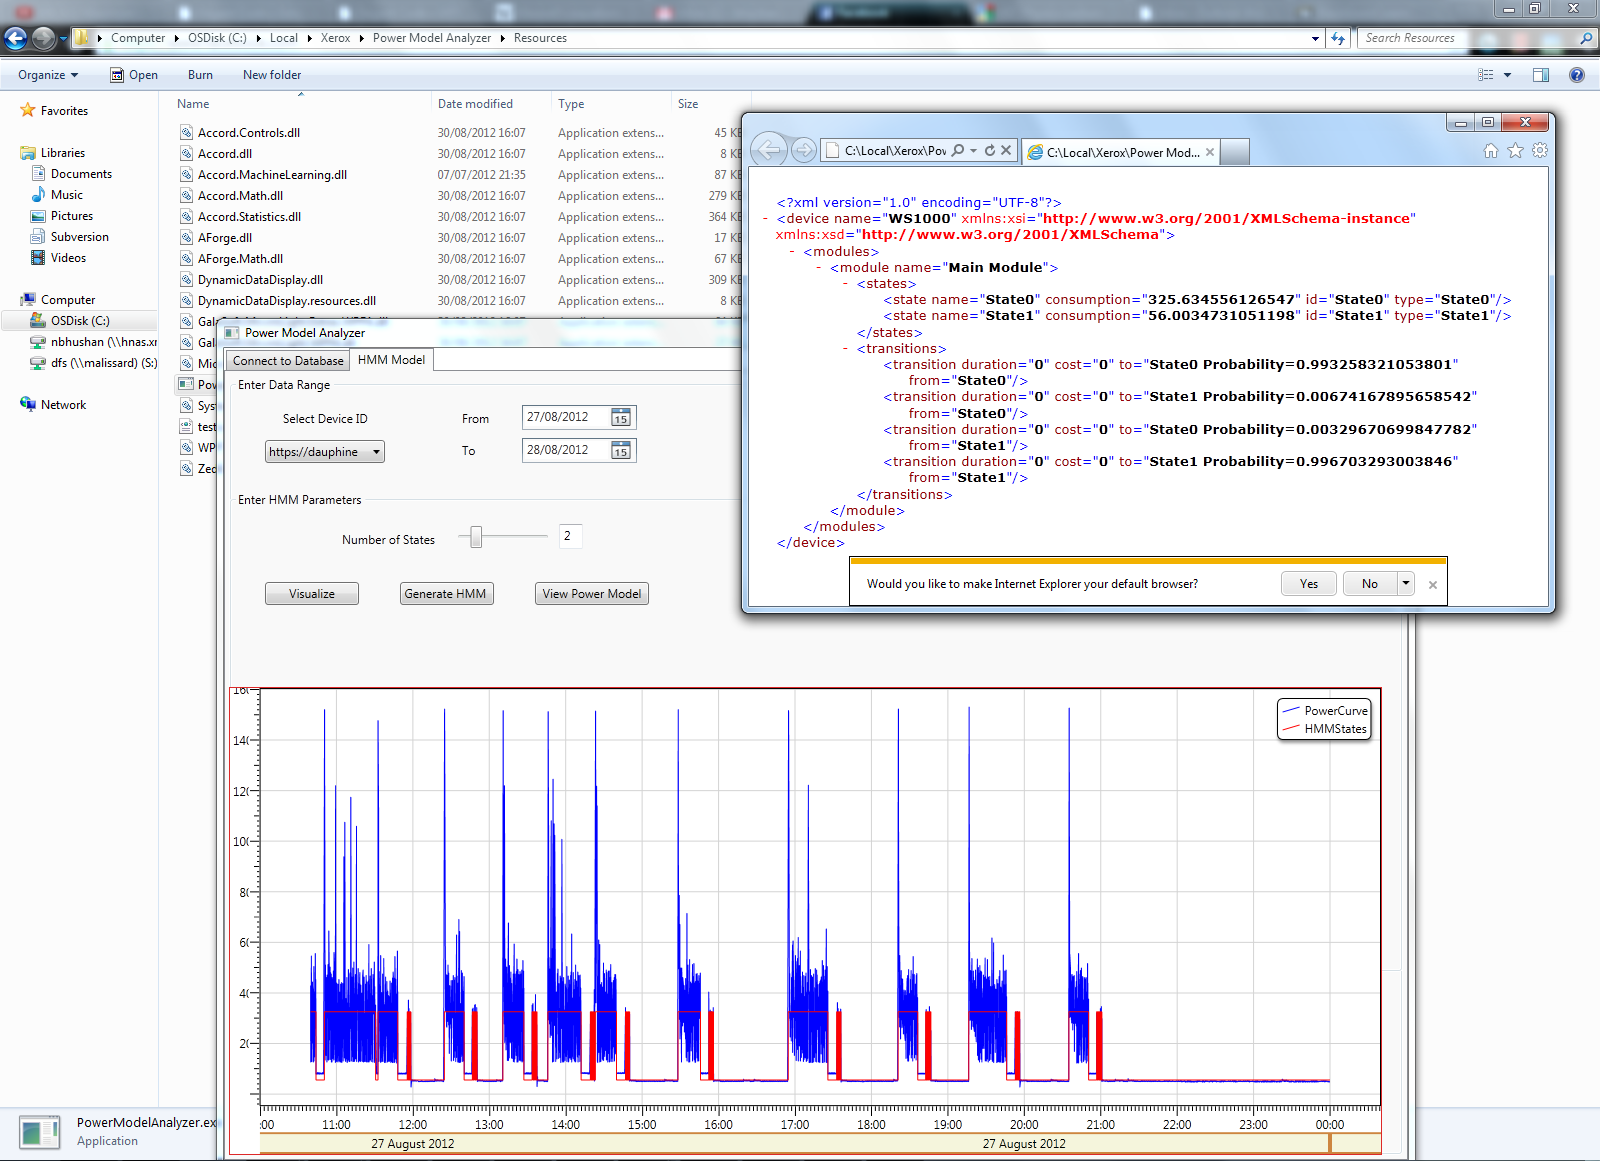 Computer ▸ OSDisk (C:) ▸ Local ▸ Xerox ▸ Power Model Analyzer ▸ Resources
Search Resources
Organize
Open
Burn
New folder
Favorites
Libraries
Documents
Music
Pictures
Subversion
Videos
Computer
OSDisk (C:)
nbhushan (\\hnas.xr
dfs (\\malissard) (S:)
Network
Name Date modified Type Size
Accord.Controls.dll 30/08/2012 16:07 Application extens... 45 KB
Accord.dll 30/08/2012 16:07 Application extens... 8 KB
Accord.MachineLearning.dll 07/07/2012 21:35 Application extens... 87 KB
Accord.Math.dll 30/08/2012 16:07 Application extens... 279 KB
Accord.Statistics.dll 30/08/2012 16:07 Application extens... 364 KB
AForge.dll 30/08/2012 16:07 Application extens... 17 KB
AForge.Math.dll 30/08/2012 16:07 Application extens... 67 KB
DynamicDataDisplay.dll 30/08/2012 16:07 Application extens... 309 KB
DynamicDataDisplay.resources.dll 30/08/2012 16:07 Application extens... 8 KB
Gal
Mic
Pow
Sys
test
WP
Zed
C:\Local\Xerox\Pov
C:\Local\Xerox\Power Mod...
<?xml version="1.0" encoding="UTF-8"?>
- <device name="WS1000" xmlns:xsi="http://www.w3.org/2001/XMLSchema-instance"
xmlns:xsd="http://www.w3.org/2001/XMLSchema">
- <modules>
- <module name="Main Module">
- <states>
<state name="State0" consumption="325.634556126547" id="State0" type="State0"/>
<state name="State1" consumption="56.0034731051198" id="State1" type="State1"/>
</states>
- <transitions>
<transition duration="0" cost="0" to="State0 Probability=0.993258321053801"
from="State0"/>
<transition duration="0" cost="0" to="State1 Probability=0.00674167895658542"
from="State0"/>
<transition duration="0" cost="0" to="State0 Probability=0.00329670699847782"
from="State1"/>
<transition duration="0" cost="0" to="State1 Probability=0.996703293003846"
from="State1"/>
</transitions>
</module>
</modules>
</device>
Would you like to make Internet Explorer your default browser?
Yes
No
Power Model Analyzer
Connect to Database
HMM Model
Enter Data Range
Select Device ID
From
27/08/2012
15
https://dauphine
To
28/08/2012
15
Enter HMM Parameters
Number of States
2
Visualize
Generate HMM
View Power Model
PowerCurve
HMMStates
16(
14(
12(
10(
8(
6(
4(
2(
:00 11:00 12:00 13:00 14:00 15:00 16:00 17:00 18:00 19:00 20:00 21:00 22:00 23:00 00:00
27 August 2012 27 August 2012
PowerModelAnalyzer.ex
Application